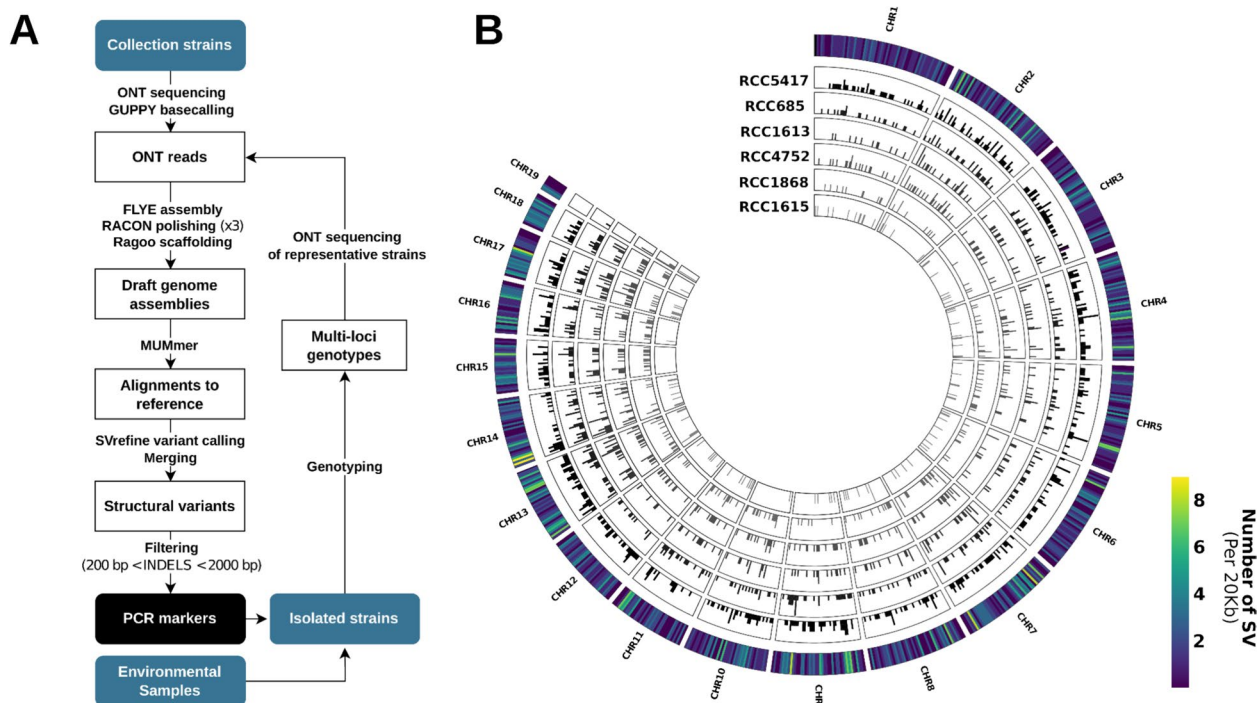 A
Collection strains
ONT sequencing
GUPPY basecalling
ONT reads
FLYE assembly
RACON polishing (x3)
Ragoo scaffolding
Draft genome
assemblies
MUMmer
Alignments to
reference
SVrefine variant calling
Merging
Structural variants
Filtering
(200 bp <INDELS <2000 bp)
PCR markers
Environmental
Samples
Isolated strains
Genotyping
Multi-loci
genotypes
ONT sequencing
of representative strains
B
RCC5417
RCC685
RCC1613
RCC4752
RCC1868
RCC1615
CHR1
CHR2
CHR3
CHR4
CHR5
CHR6
CHR7
CHR8
CHR10
CHR11
CHR12
CHR13
CHR14
CHR15
CHR16
CHR17
CHR18
CHR19
8
6
4
2
Number of SV
(Per 20Kb)